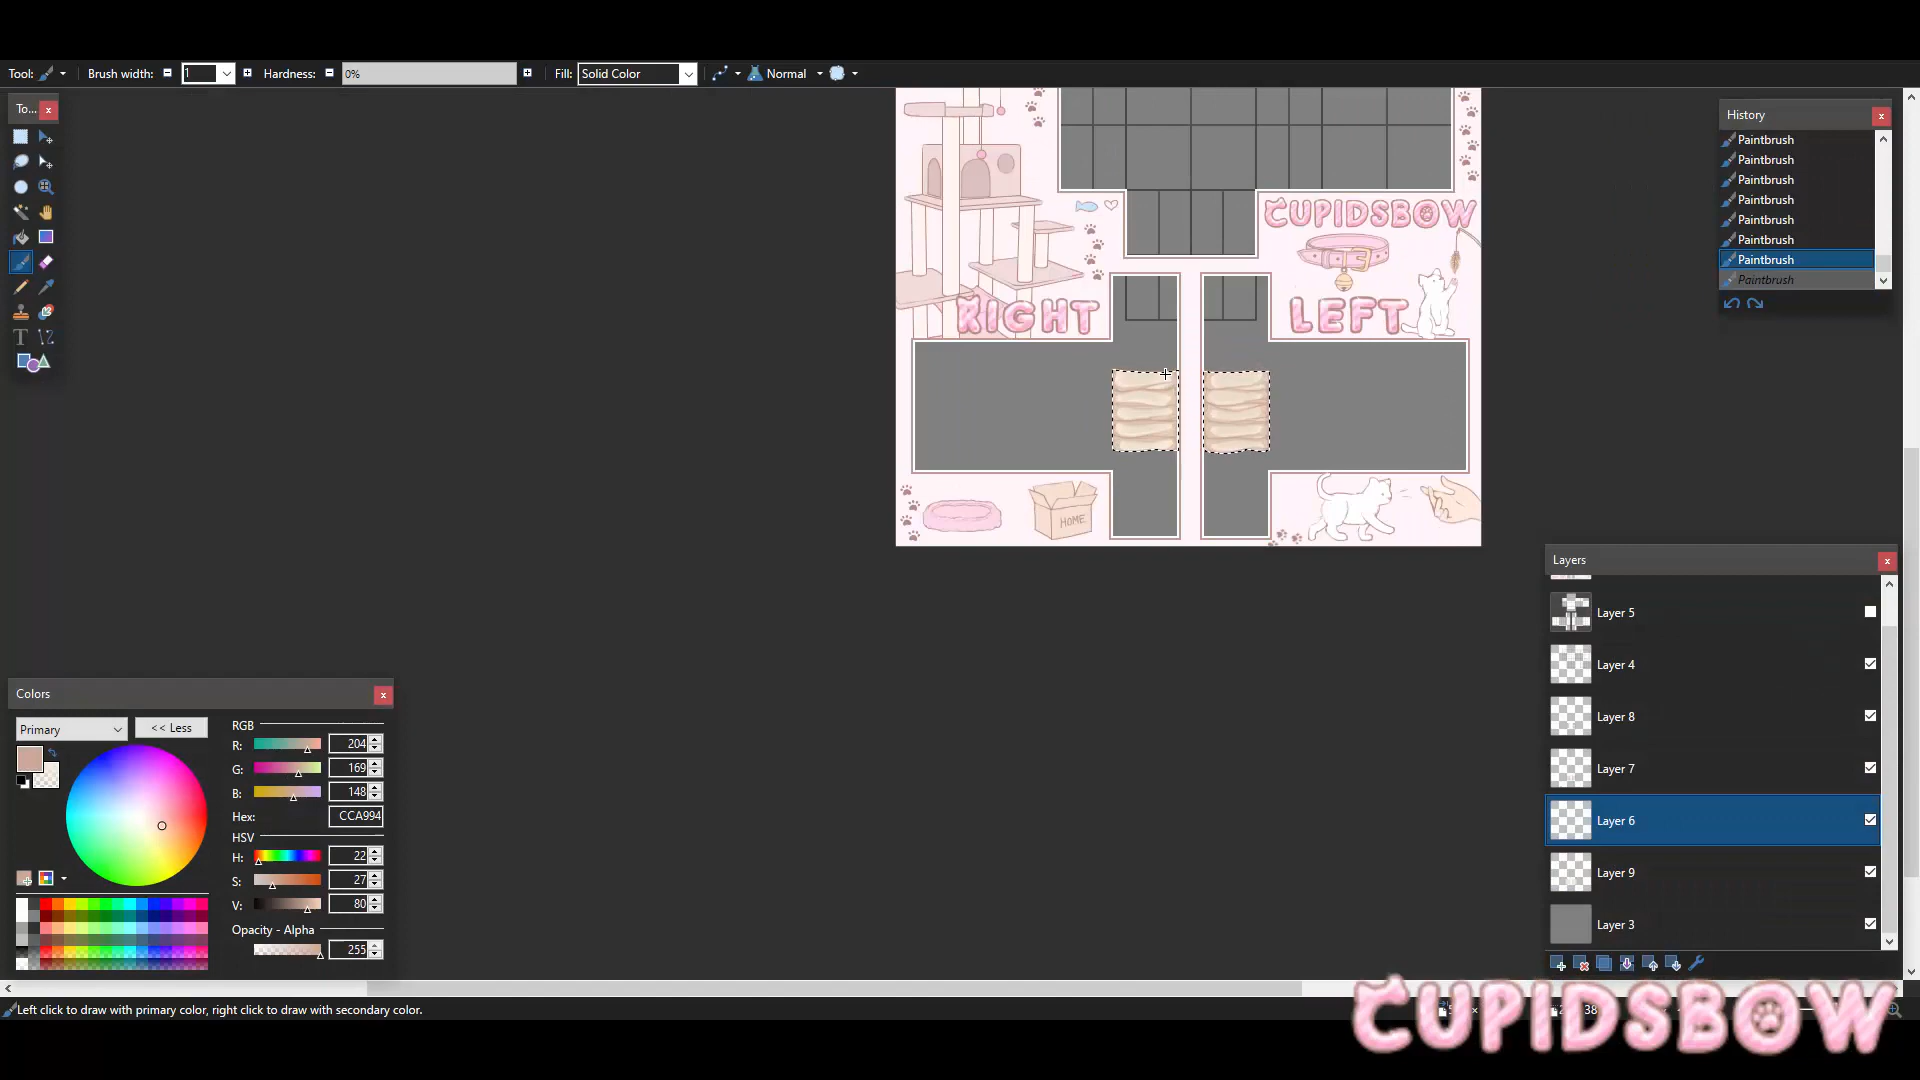 Tool:
Brush width:
1
Hardness:
0%
Fill:
Solid Color
Normal
To...
History
Paintbrush
Paintbrush
Paintbrush
Paintbrush
Paintbrush
Paintbrush
Paintbrush
Paintbrush
CUPIDSBOW
RIGHT
LEFT
HOME
Layers
Layer 5
Layer 4
Layer 8
Layer 7
Layer 6
Layer 9
Layer 3
Colors
Primary
<< Less
RGB
R: 204
G: 169
B: 148
Hex: CCA994
HSV
H: 22
S: 27
V: 80
Opacity - Alpha
255
Left click to draw with primary color, right click to draw with secondary color.
CUPIDSBOW